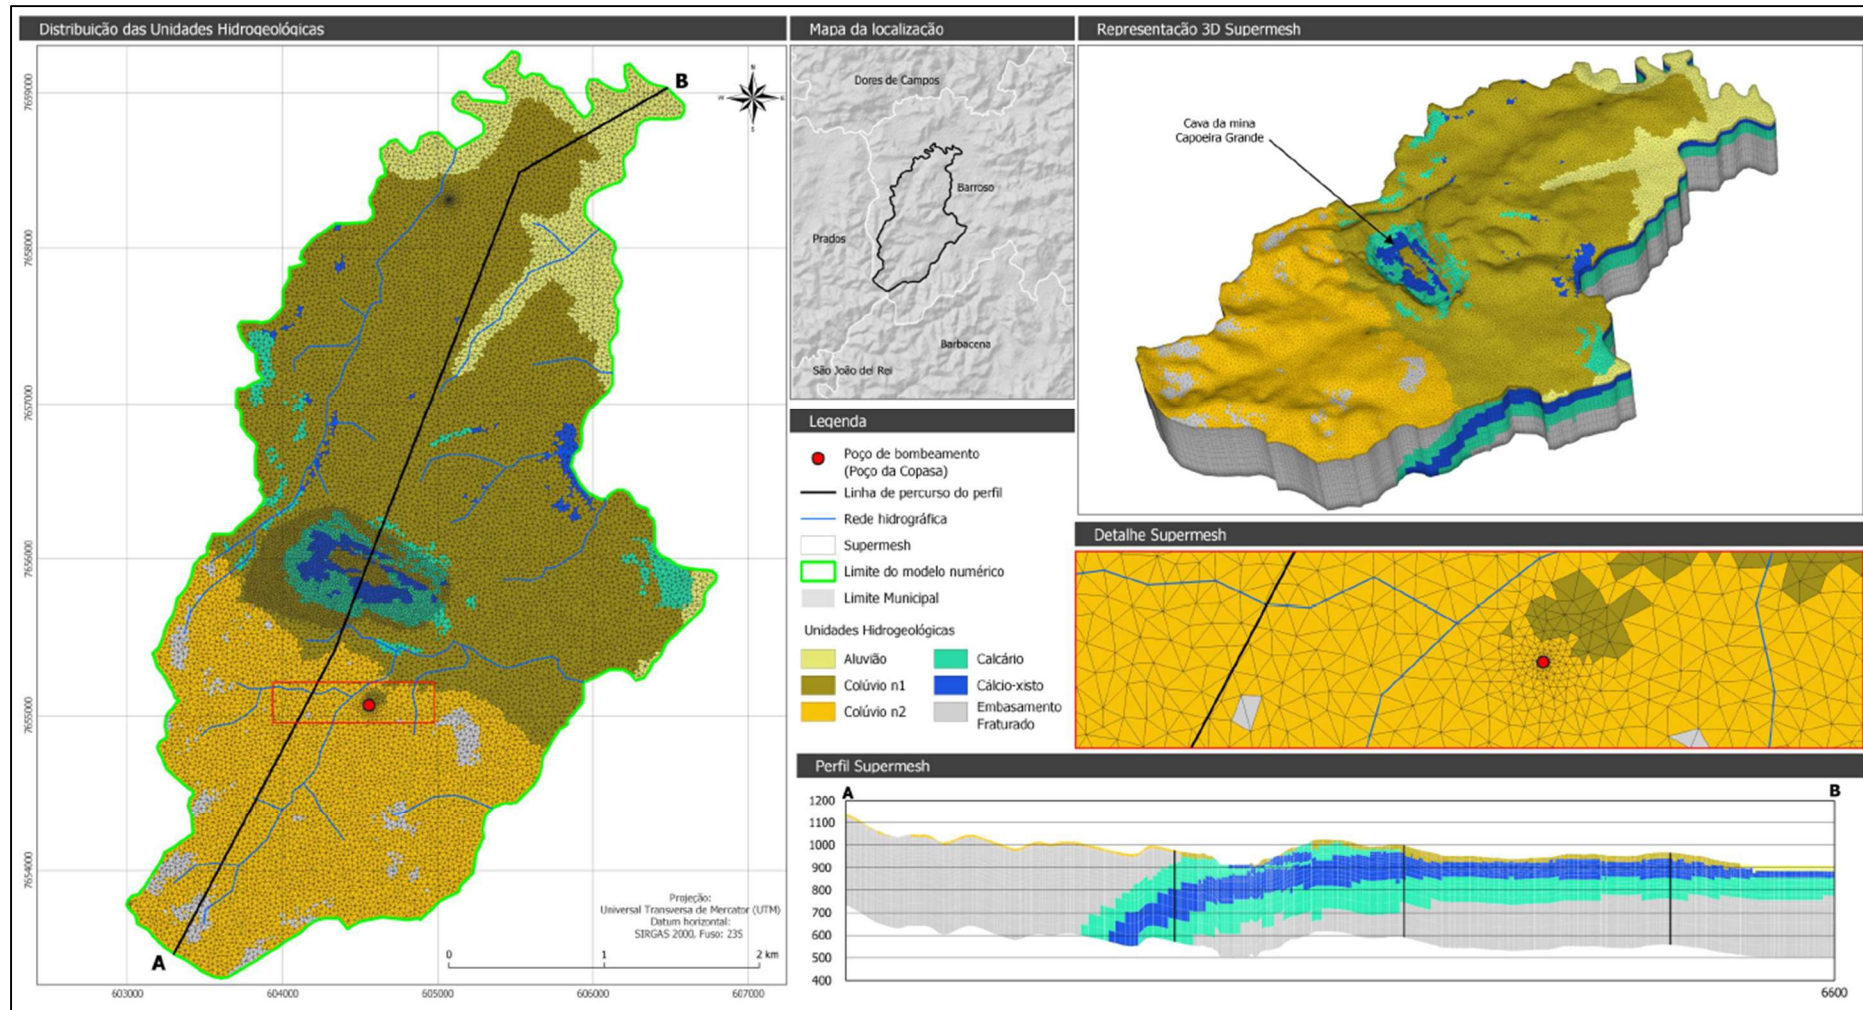 Distribuição das Unidades Hidrogeológicas
B
N
W
E
S
7659000
7658000
7657000
7656000
7655000
7654000
A
Projeção:
Universal Transversa de Mercator (UTM)
Datum horizontal:
SIRGAS 2000, Fuso: 23S
0
1
2 km
603000
604000
605000
606000
607000
Mapa da localização
Dores de Campos
Barroso
Prados
Barbacena
São João del Rei
Legenda
Poço de bombeamento
(Poço da Copasa)
Linha de percurso do perfil
Rede hidrográfica
Supermesh
Limite do modelo numérico
Limite Municipal
Unidades Hidrogeológicas
Aluvião
Colúvio n1
Colúvio n2
Calcário
Cálcio-xisto
Embasamento
Fraturado
Representação 3D Supermesh
Cava da mina
Capoeira Grande
Detalhe Supermesh
Perfil Supermesh
A
B
1200
1100
1000
900
800
700
600
500
400
6600